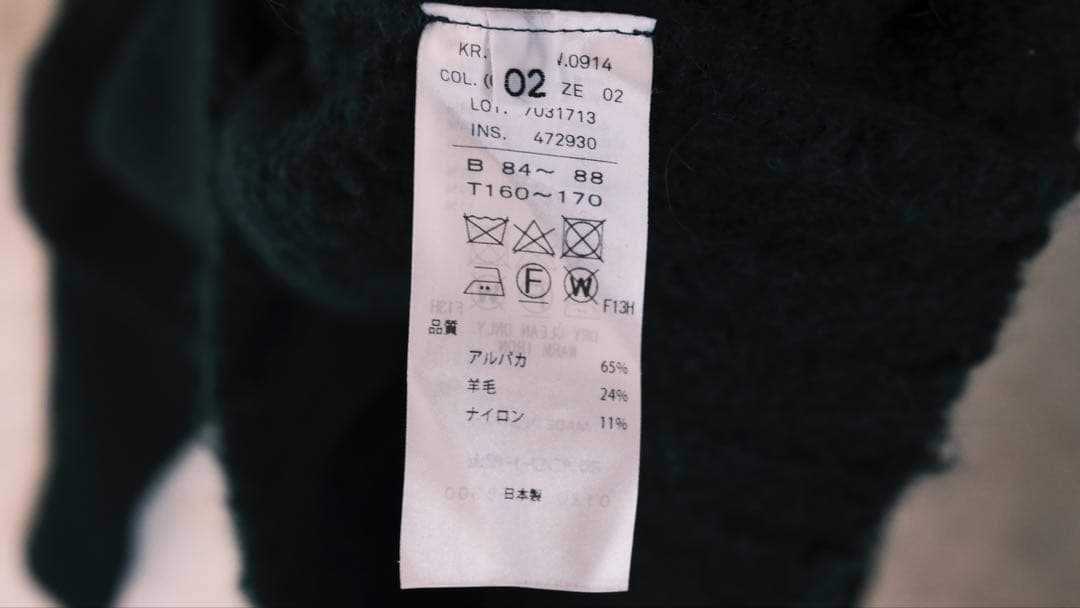 KR. .0914
COL. 02 ZE 02
LOT. 7031713
INS. 472930
B 84～ 88
T160～170
F W
F13H
品質
アルパカ 65%
羊毛 24%
ナイロン 11%
日本製